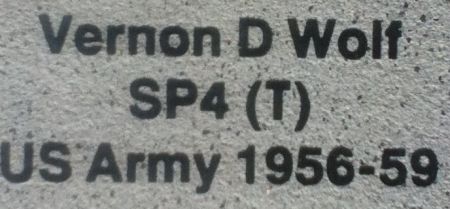 Vernon D Wolf
SP4 (T)
US Army 1956-59